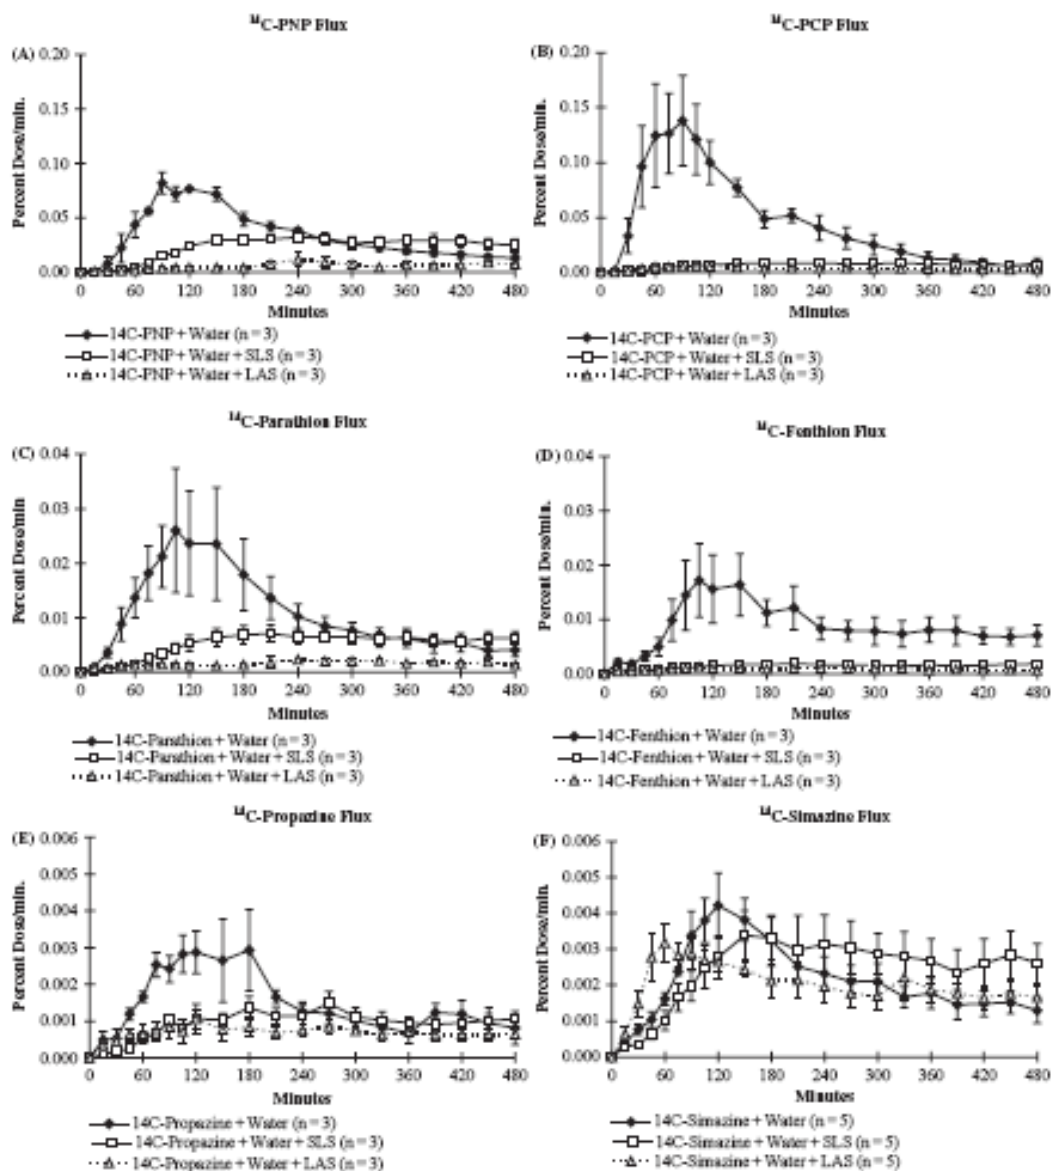 ¹⁴C-PNP Flux
(A)
Percent Dose/min.
0.20
0.15
0.10
0.05
0.00
0 60 120 180 240 300 360 420 480
Minutes
14C-PNP + Water (n = 3)
14C-PNP + Water + SLS (n = 3)
14C-PNP + Water + LAS (n = 3)
¹⁴C-PCP Flux
(B)
Percent Dose/min.
0.20
0.15
0.10
0.05
0.00
0 60 120 180 240 300 360 420 480
Minutes
14C-PCP + Water (n = 3)
14C-PCP + Water + SLS (n = 3)
14C-PCP + Water + LAS (n = 3)
¹⁴C-Parathion Flux
(C)
Percent Dose/min
0.04
0.03
0.02
0.01
0.00
0 60 120 180 240 300 360 420 480
Minutes
14C-Parathion + Water (n = 3)
14C-Parathion + Water + SLS (n = 3)
14C-Parathion + Water + LAS (n = 3)
¹⁴C-Fenthion Flux
(D)
Percent Dose/min.
0.04
0.03
0.02
0.01
0.00
0 60 120 180 240 300 360 420 480
Minutes
14C-Fenthion + Water (n = 3)
14C-Fenthion + Water + SLS (n = 3)
14C-Fenthion + Water + LAS (n = 3)
¹⁴C-Propazine Flux
(E)
Percent Dose/min.
0.006
0.005
0.004
0.003
0.002
0.001
0.000
0 60 120 180 240 300 360 420 480
Minutes
14C-Propazine + Water (n = 3)
14C-Propazine + Water + SLS (n = 3)
14C-Propazine + Water + LAS (n = 3)
¹⁴C-Simazine Flux
(F)
Percent Dose/min.
0.006
0.005
0.004
0.003
0.002
0.001
0.000
0 60 120 180 240 300 360 420 480
Minutes
14C-Simazine + Water (n = 5)
14C-Simazine + Water + SLS (n = 5)
14C-Simazine + Water + LAS (n = 5)